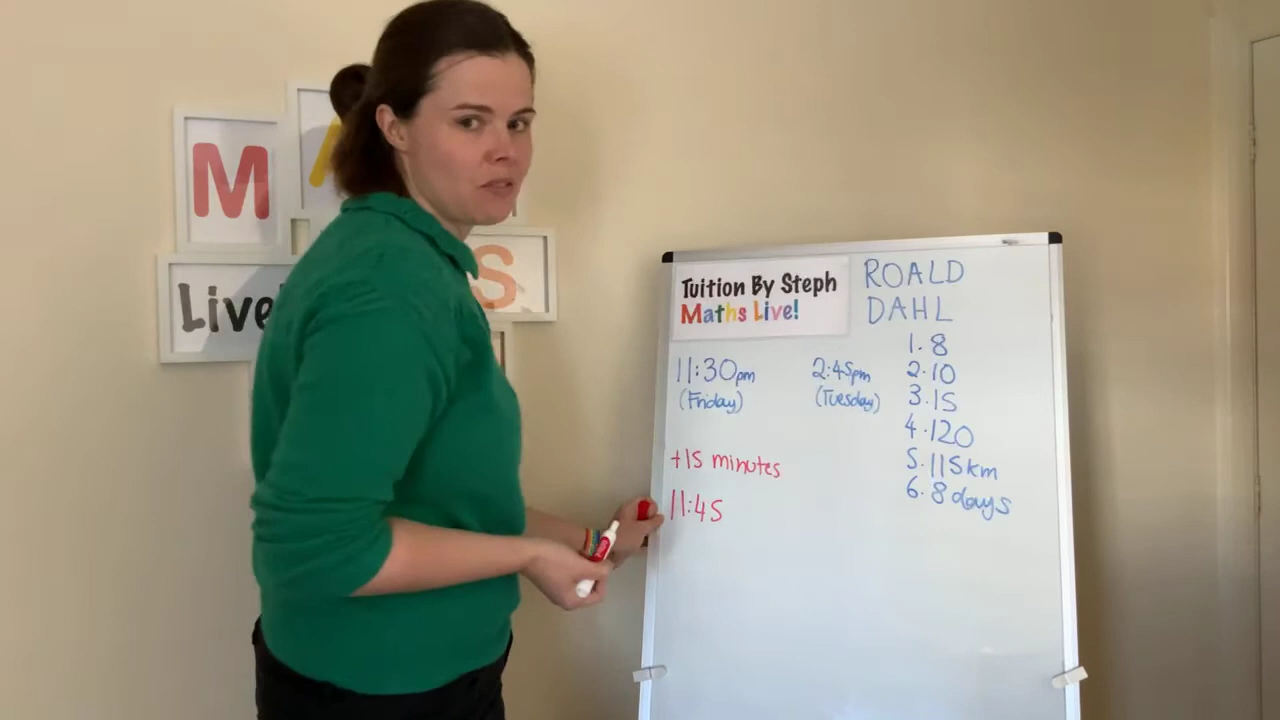 M
S
Live
Tuition By Steph
Maths Live!
ROALD
DAHL
1.8
2.10
3.15
4.120
5.115km
6.8 days
11:30pm
(Friday)
2:45pm
(Tuesday)
+15 minutes
11:45